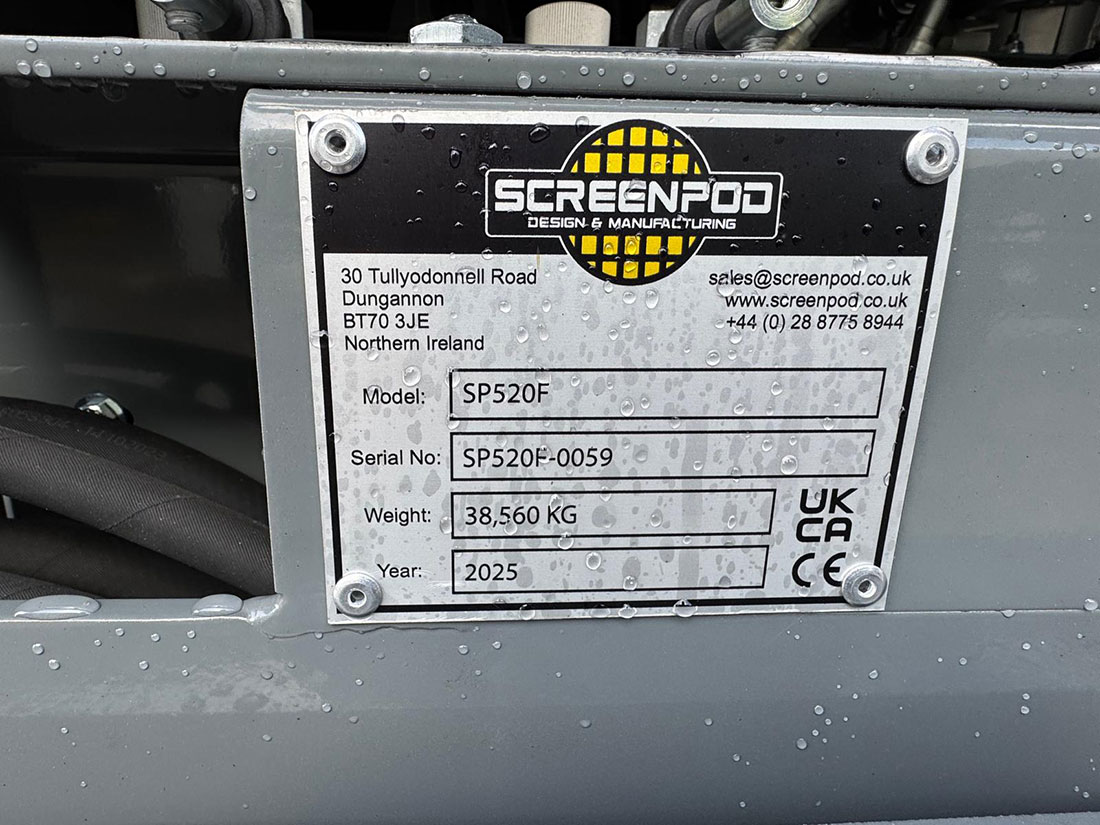 SCREENPOD
DESIGN & MANUFACTURING
30 Tullyodonnell Road
Dungannon
BT70 3JE
Northern Ireland
sales@screenpod.co.uk
www.screenpod.co.uk
+44 (0) 28 8775 8944
Model: SP520F
Serial No: SP520F-0059
Weight: 38,560 KG
Year: 2025
UK
CA
CE